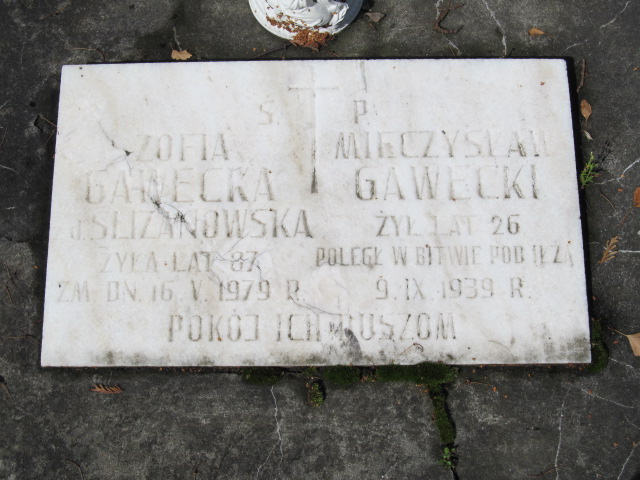 Ś. P.
ZOFIA
GAWECKA
J. ŚLIZANOWSKA
ŻYŁA LAT 87
ZM. DN. 16. V. 1979 R.
MIECZYSŁAW
GAWECKI
ŻYŁ LAT 26
POLEGŁ W BITWIE POD IŁŻĄ
9. IX. 1939 R.
POKÓJ ICH DUSZOM